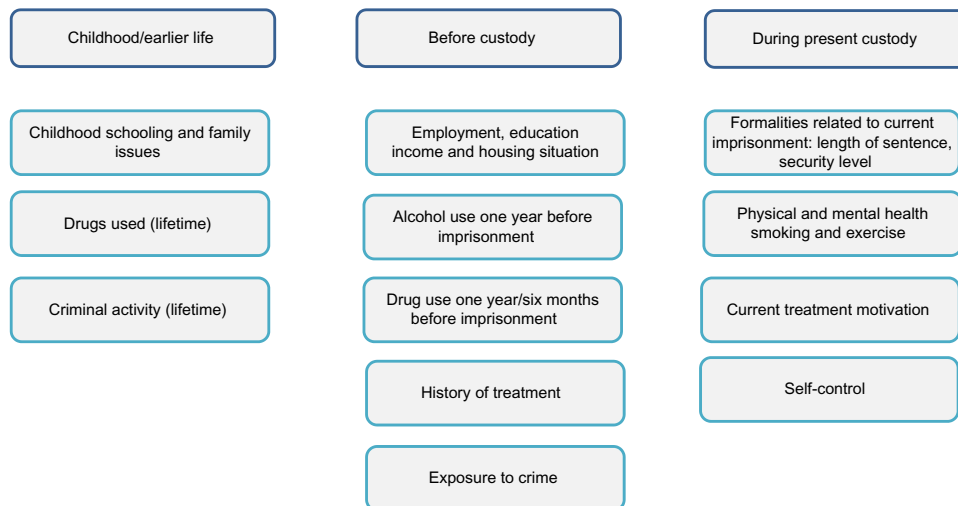 Childhood/earlier life
Before custody
During present custody
Childhood schooling and family
issues
Employment, education
income and housing situation
Formalities related to current
imprisonment: length of sentence,
security level
Drugs used (lifetime)
Alcohol use one year before
imprisonment
Physical and mental health
smoking and exercise
Criminal activity (lifetime)
Drug use one year/six months
before imprisonment
Current treatment motivation
History of treatment
Self-control
Exposure to crime